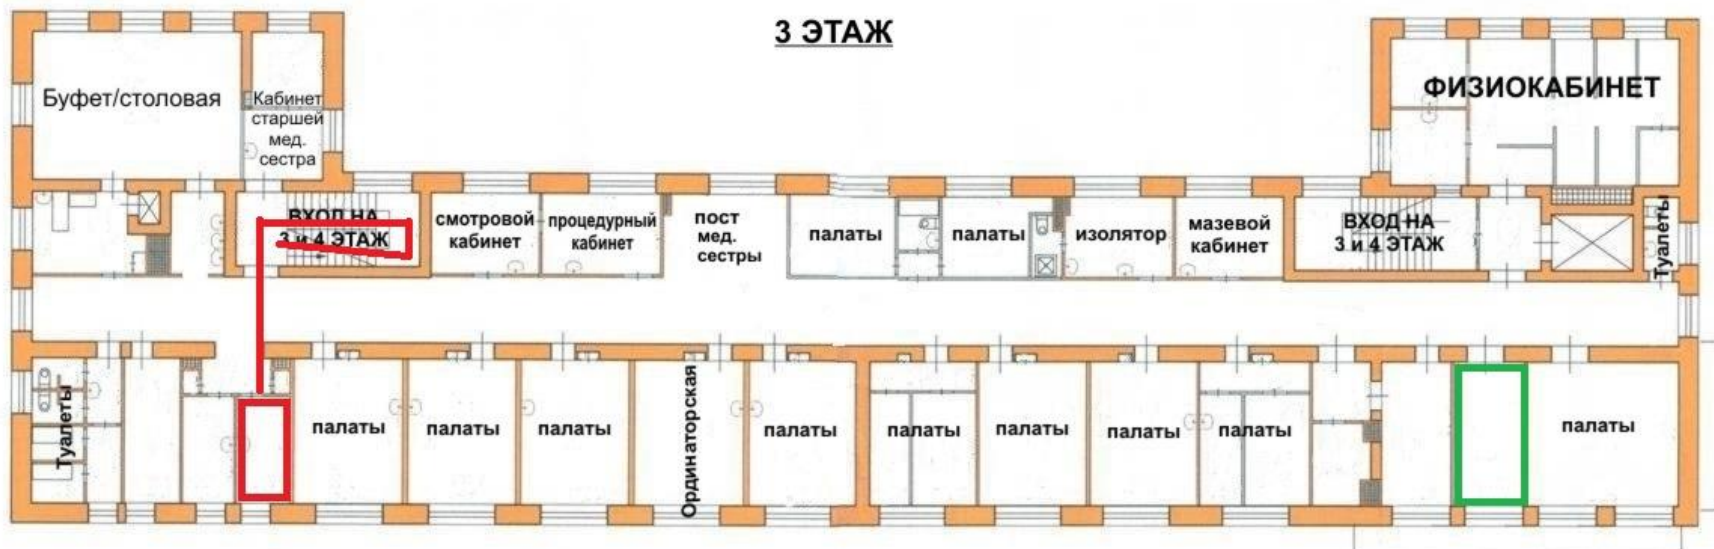 3 ЭТАЖ
Буфет/столовая
Кабинет
старшей
мед.
сестра
ФИЗИОКАБИНЕТ
ВХОД НА
3 и 4 ЭТАЖ
смотровой
кабинет
процедурный
кабинет
пост
мед.
сестры
палаты
палаты
изолятор
мазевой
кабинет
ВХОД НА
3 и 4 ЭТАЖ
Туалеты
Туалеты
палаты
палаты
палаты
Ординаторская
палаты
палаты
палаты
палаты
палаты
палаты